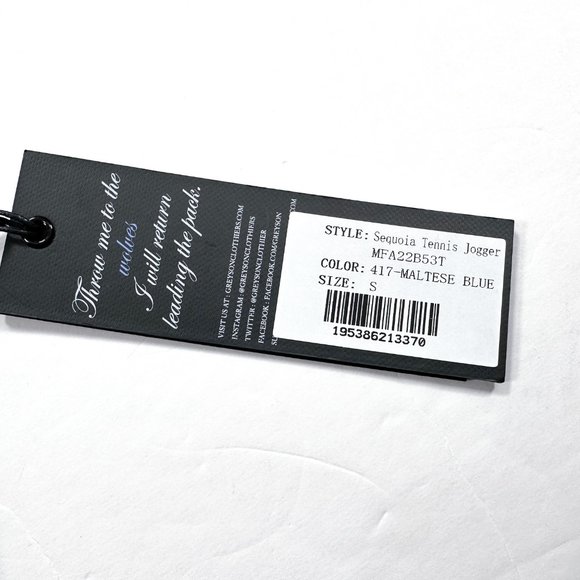 Throw me to the
wolves
I will return
leading the pack.
VISIT US AT : GREYSONCLOTHIERS.COM
INSTAGRAM : @GREYSONCLOTHIERS
TWITTER : @GREYSONCLOTHIER
FACEBOOK : FACEBOOK.COM/GREYSON
STYLE: Sequoia Tennis Jogger
MFA22B53T
COLOR: 417-MALTESE BLUE
SIZE: S
195386213370